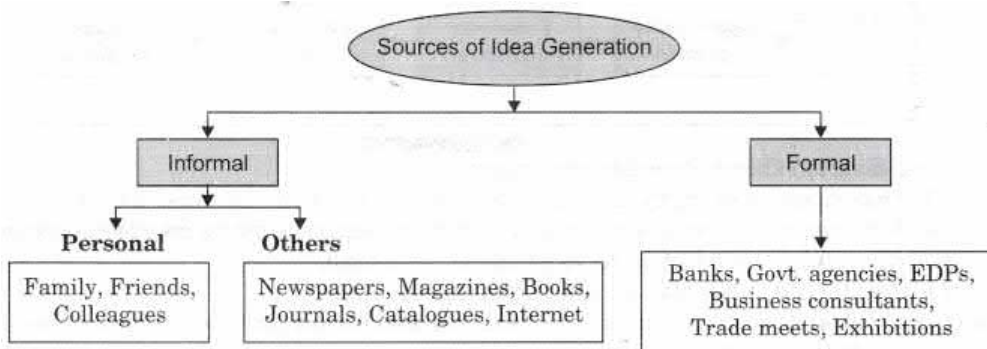 Sources of Idea Generation
Informal
Formal
Personal
Others
Family, Friends,
Colleagues
Newspapers, Magazines, Books,
Journals, Catalogues, Internet
Banks, Govt. agencies, EDPs,
Business consultants,
Trade meets, Exhibitions